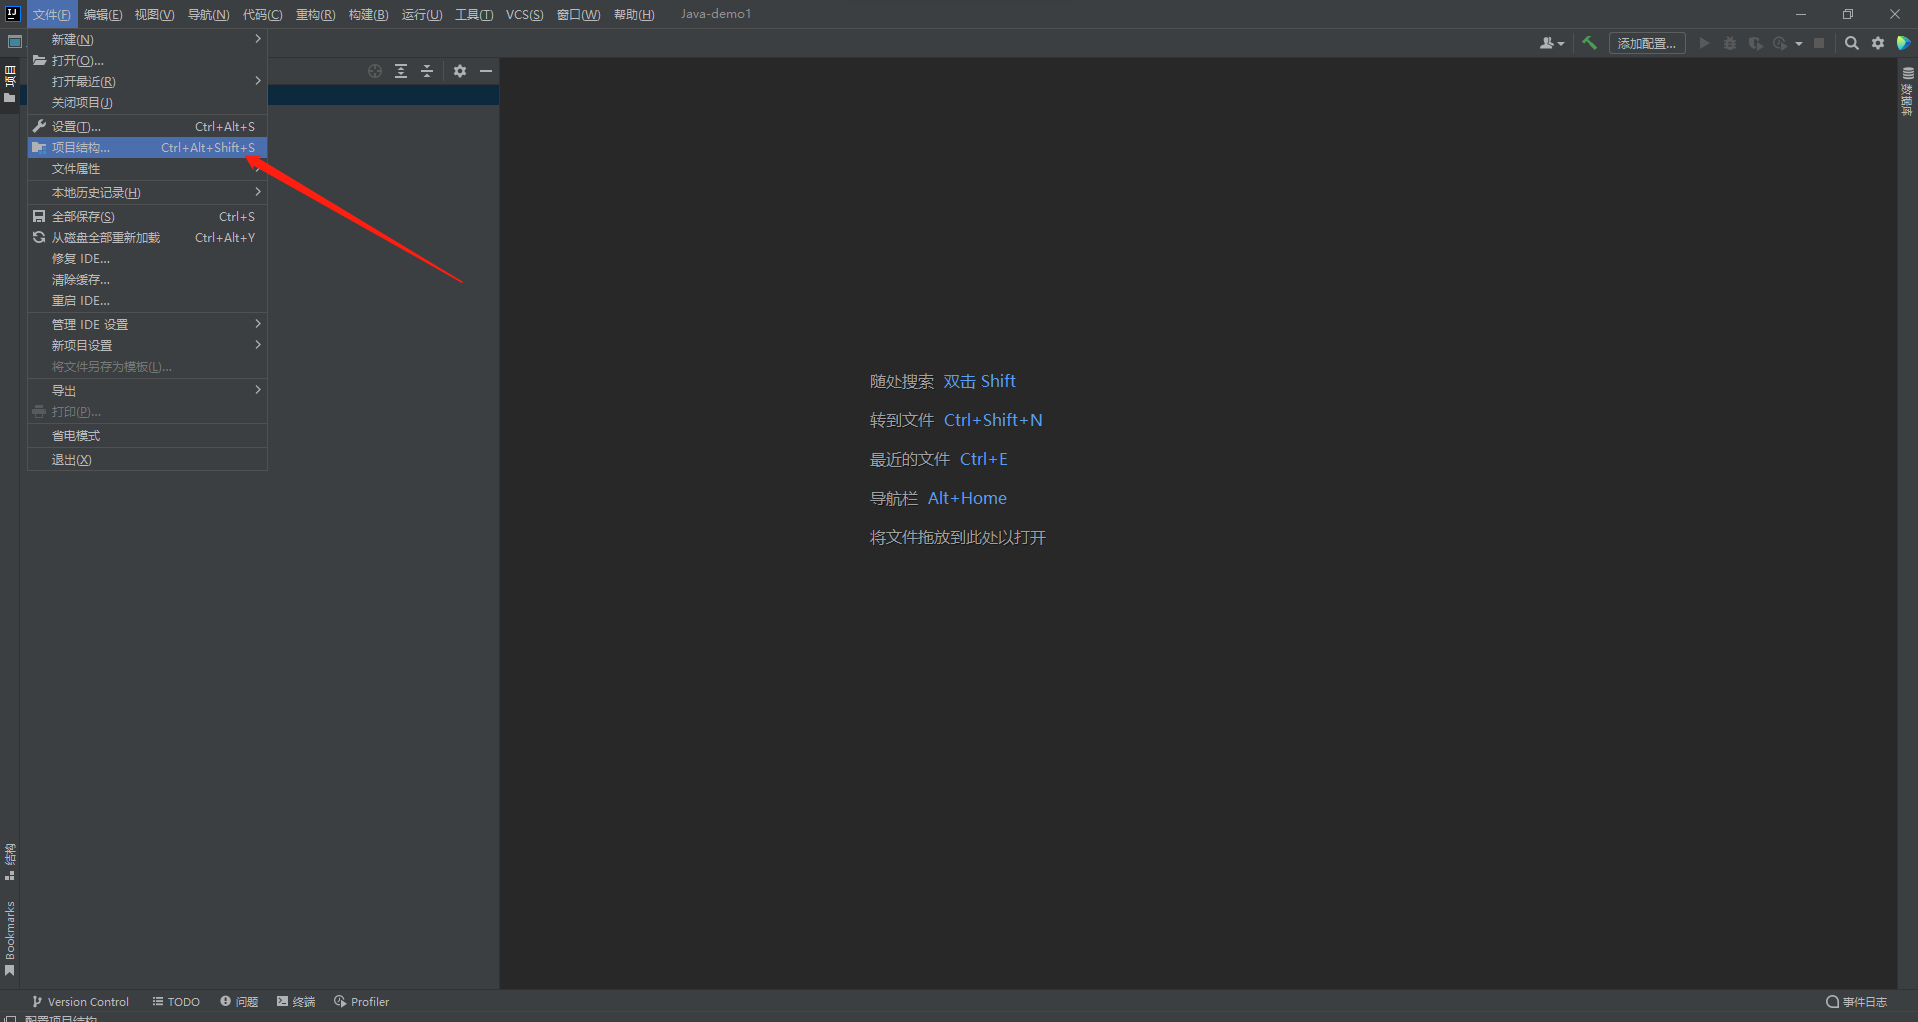 IJ 文件(F) 编辑(E) 视图(V) 导航(N) 代码(C) 重构(R) 构建(B) 运行(U) 工具(T) VCS(S) 窗口(W) 帮助(H) Java-demo1
添加配置...
新建(N)
打开(O)...
打开最近(R)
关闭项目(J)
设置(T)... Ctrl+Alt+S
项目结构... Ctrl+Alt+Shift+S
文件属性
本地历史记录(H)
全部保存(S) Ctrl+S
从磁盘全部重新加载 Ctrl+Alt+Y
修复 IDE...
清除缓存...
重启 IDE...
管理 IDE 设置
新项目设置
将文件另存为模板(L)...
导出
打印(P)...
省电模式
退出(X)
项目
结构
Bookmarks
随处搜索 双击 Shift
转到文件 Ctrl+Shift+N
最近的文件 Ctrl+E
导航栏 Alt+Home
将文件拖放到此处以打开
数据库
Version Control TODO 问题 终端 Profiler 事件日志
配置项目结构